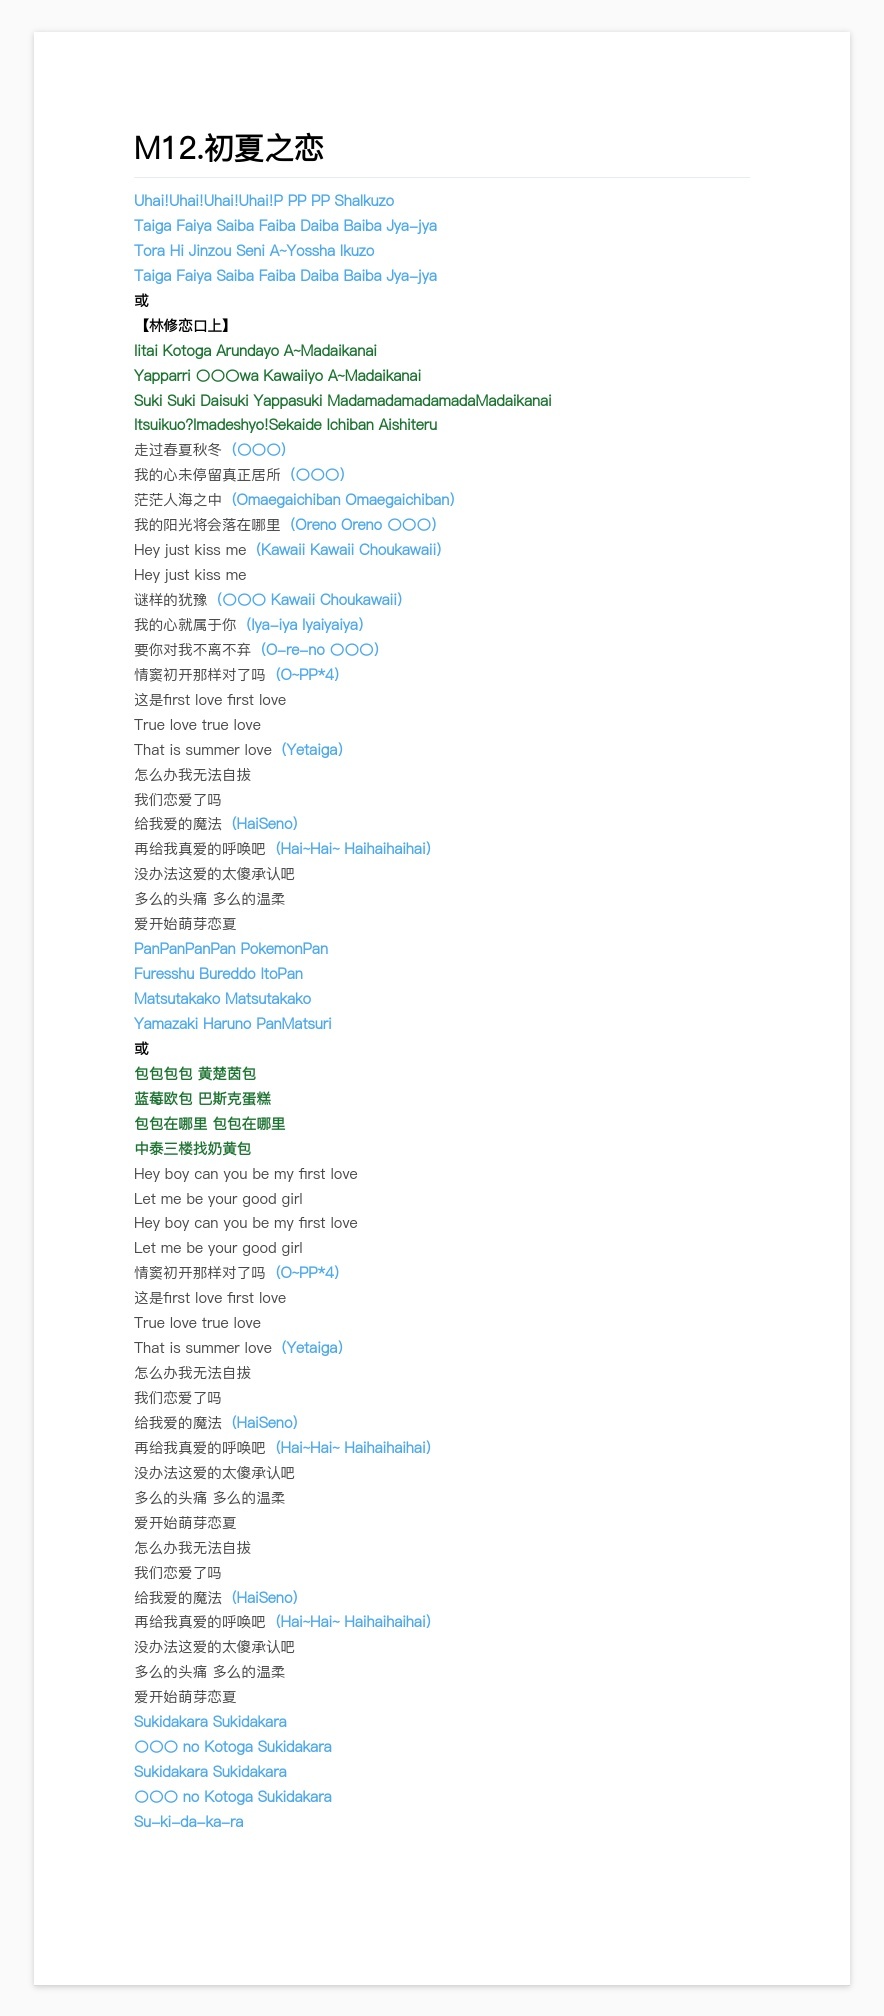 M12.初夏之恋
Uhai!Uhai!Uhai!Uhai!P PP PP ShaIkuzo
Taiga Faiya Saiba Faiba Daiba Baiba Jya-jya
Tora Hi Jinzou Seni A~Yossha Ikuzo
Taiga Faiya Saiba Faiba Daiba Baiba Jya-jya
或
【林修恋口上】
Iitai Kotoga Arundayo A~Madaikanai
Yapparri 〇〇〇wa Kawaiiyo A~Madaikanai
Suki Suki Daisuki Yappasuki MadamadamadamadaMadaikanai
Itsuikuo?Imadeshyo!Sekaide Ichiban Aishiteru
走过春夏秋冬（〇〇〇）
我的心未停留真正居所（〇〇〇）
茫茫人海之中（Omaegaichiban Omaegaichiban）
我的阳光将会落在哪里（Oreno Oreno 〇〇〇）
Hey just kiss me（Kawaii Kawaii Choukawaii）
Hey just kiss me
谜样的犹豫（〇〇〇 Kawaii Choukawaii）
我的心就属于你（Iya-iya Iyaiyaiya）
要你对我不离不弃（O-re-no 〇〇〇）
情窦初开那样对了吗（O~PP*4）
这是first love first love
True love true love
That is summer love（Yetaiga）
怎么办我无法自拔
我们恋爱了吗
给我爱的魔法（HaiSeno）
再给我真爱的呼唤吧（Hai~Hai~ Haihaihaihai）
没办法这爱的太傻承认吧
多么的头痛 多么的温柔
爱开始萌芽恋夏
PanPanPanPan PokemonPan
Furesshu Bureddo ItoPan
Matsutakako Matsutakako
Yamazaki Haruno PanMatsuri
或
包包包包 黄楚茵包
蓝莓欧包 巴斯克蛋糕
包包在哪里 包包在哪里
中泰三楼找奶黄包
Hey boy can you be my first love
Let me be your good girl
Hey boy can you be my first love
Let me be your good girl
情窦初开那样对了吗（O~PP*4）
这是first love first love
True love true love
That is summer love（Yetaiga）
怎么办我无法自拔
我们恋爱了吗
给我爱的魔法（HaiSeno）
再给我真爱的呼唤吧（Hai~Hai~ Haihaihaihai）
没办法这爱的太傻承认吧
多么的头痛 多么的温柔
爱开始萌芽恋夏
怎么办我无法自拔
我们恋爱了吗
给我爱的魔法（HaiSeno）
再给我真爱的呼唤吧（Hai~Hai~ Haihaihaihai）
没办法这爱的太傻承认吧
多么的头痛 多么的温柔
爱开始萌芽恋夏
Sukidakara Sukidakara
〇〇〇 no Kotoga Sukidakara
Sukidakara Sukidakara
〇〇〇 no Kotoga Sukidakara
Su-ki-da-ka-ra